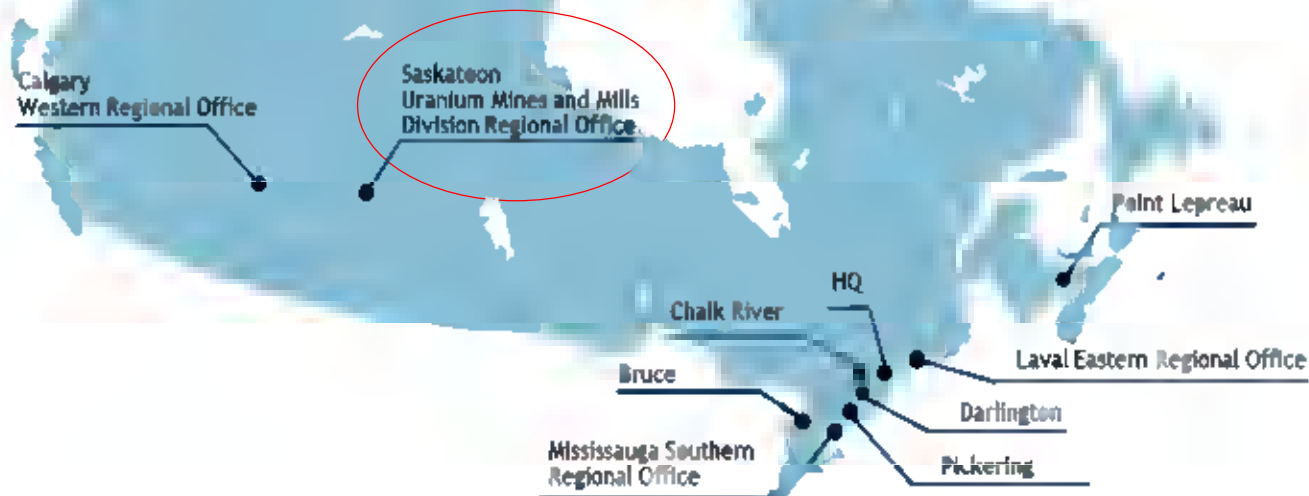 Calgary
Western Regional Office
Saskatoon
Uranium Mines and Mills
Division Regional Office
Point Lepreau
HQ
Chalk River
Laval Eastern Regional Office
Bruce
Darlington
Mississauga Southern
Regional Office
Pickering